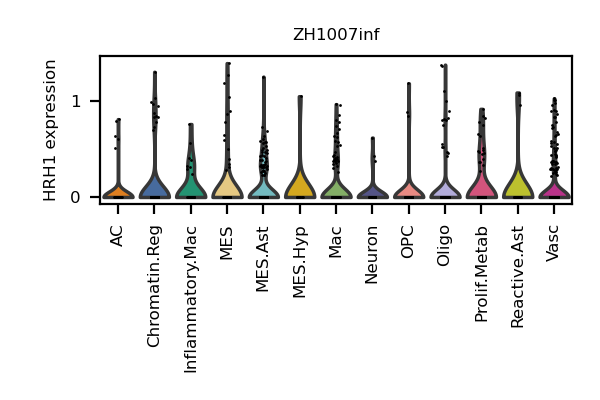 ZH1007inf
HRH1 expression
1
0
AC
Chromatin.Reg
Inflammatory.Mac
MES
MES.Ast
MES.Hyp
Mac
Neuron
OPC
Oligo
Prolif.Metab
Reactive.Ast
Vasc